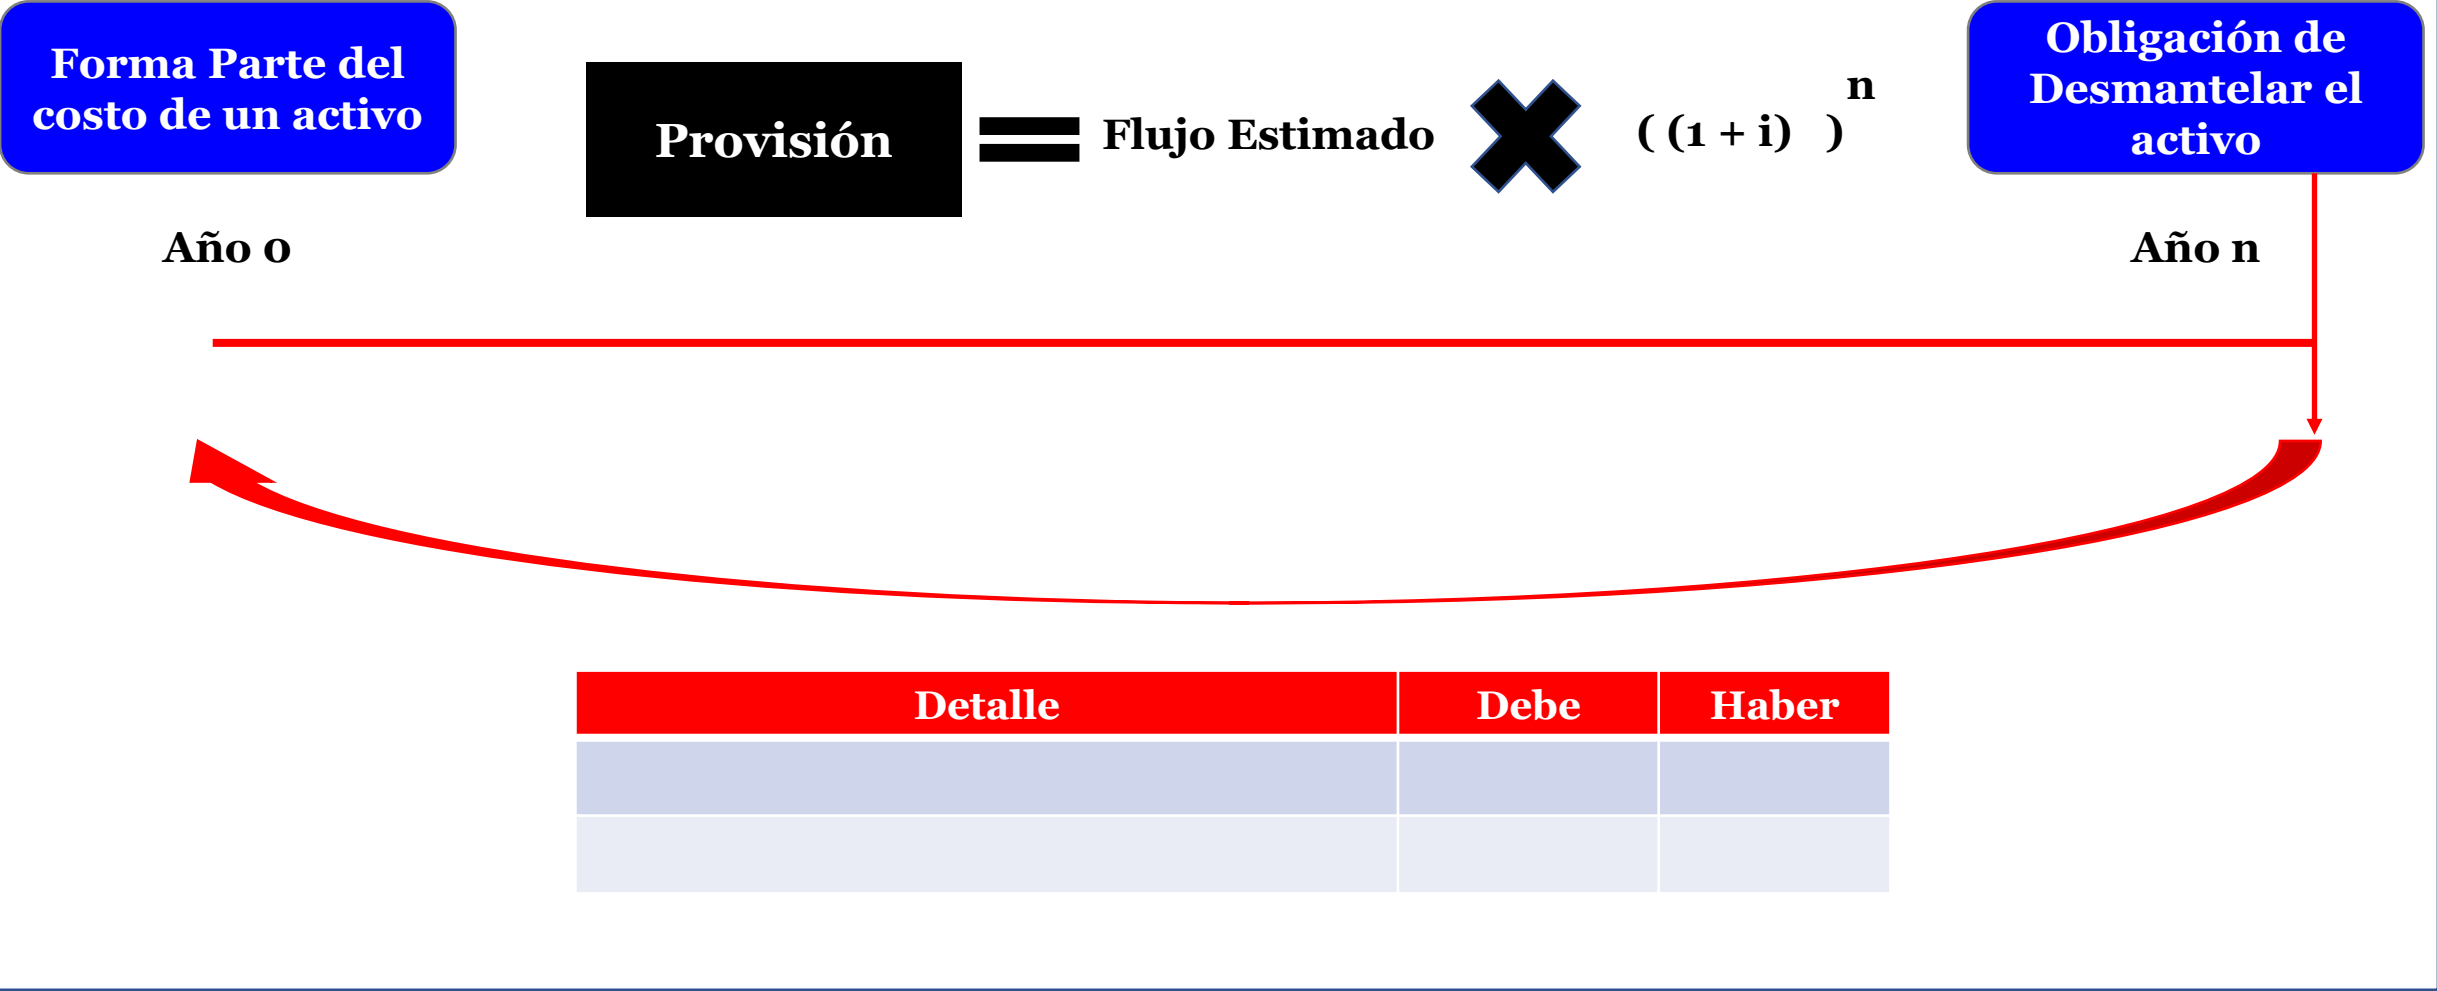 Forma Parte del
costo de un activo
Provisión
Flujo Estimado
( (1 + i) )
n
Obligación de
Desmantelar el
activo
Año 0
Año n
Detalle Debe Haber